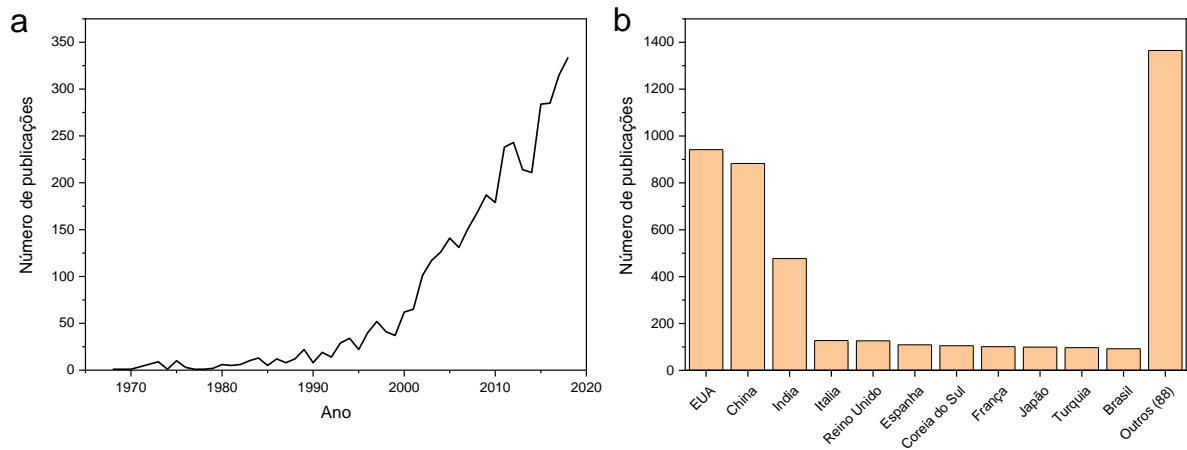 a
350
300
250
200
150
100
50
0
1970 1980 1990 2000 2010 2020
Ano
Número de publicações
b
1400
1200
1000
800
600
400
200
0
EUA
China
India
Italia
Reino Unido
Espanha
Coreia do Sul
França
Japão
Turquia
Brasil
Outros (88)
Número de publicações